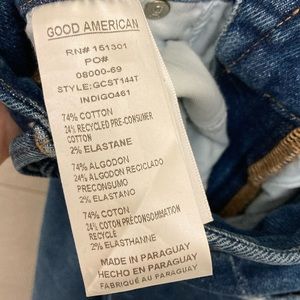 GOOD AMERICAN
RN# 151301
PO#
08000-69
STYLE:GCST144T
INDIGO461
74% COTTON
24% RECYCLED PRE-CONSUMER
COTTON
2% ELASTANE
74% ALGODON
24% ALGODON RECICLADO
PRECONSUMO
2% ELASTANO
74% COTON
24% COTON PRÉCONSOMMATION
RECYCLE
2% ELASTHANNE
MADE IN PARAGUAY
HECHO EN PARAGUAY
FABRIQUÉ AU PARAGUAY